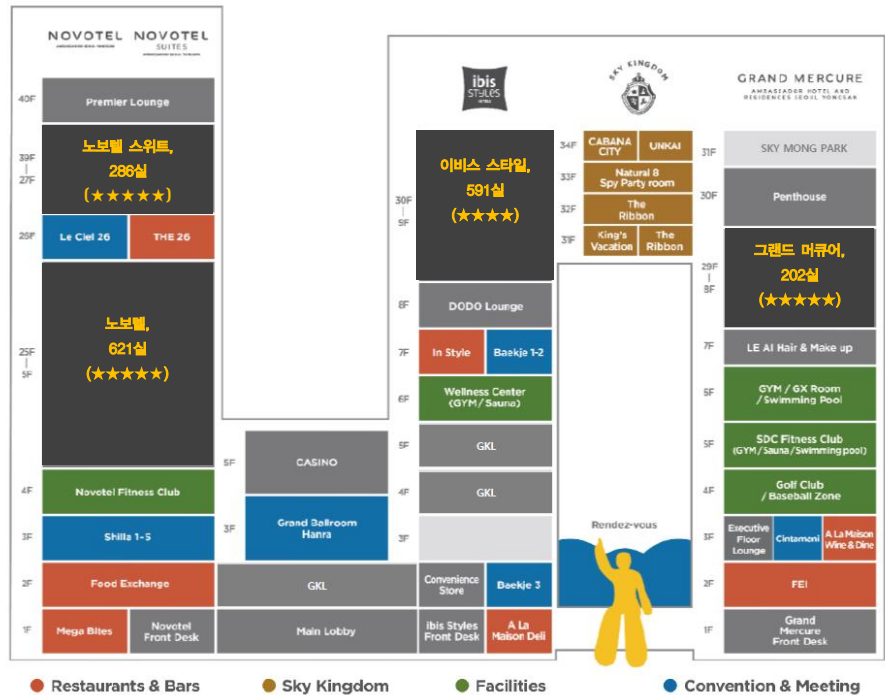 NOVOTEL
NOVOTEL
SUITES
40F
Premier Lounge
39F
27F
노보텔 스위트,
286실
(★★★★★)
26F
Le Ciel 26
THE 26
25F
5F
노보텔,
621실
(★★★★★)
4F
Novotel Fitness Club
3F
Shilla 1-5
2F
Food Exchange
1F
Mega Bites
Novotel
Front Desk
5F
CASINO
3F
Grand Ballroom
Hanra
GKL
Main Lobby
ibis
STYLES
30F
9F
이비스 스타일,
591실
(★★★★)
8F
DODO Lounge
7F
In Style
Baekje 1-2
6F
Wellness Center
(GYM/Sauna)
5F
GKL
4F
GKL
3F
Convenience
Store
Baekje 3
ibis Styles
Front Desk
A La
Maison Deli
SKY KINGDOM
34F
CABANA
CITY
UNKAI
33F
Natural 8
Spy Party room
32F
The
Ribbon
31F
King's
Vacation
The
Ribbon
Rendez-vous
GRAND MERCURE
AMBASSADOR HOTEL AND
RESIDENCES SEOUL YONGSAN
31F
SKY MONG PARK
30F
Penthouse
29F
8F
그랜드 머큐어,
202실
(★★★★★)
7F
LE AI Hair & Make up
6F
GYM / GX Room
/Swimming Pool
5F
SDC Fitness Club
(GYM/Sauna/Swimming pool)
4F
Golf Club
/ Baseball Zone
3F
Executive
Floor
Lounge
Cintamani
A La Maison
Wine & Dine
2F
FEI
1F
Grand
Mercure
Front Desk
Restaurants & Bars
Sky Kingdom
Facilities
Convention & Meeting